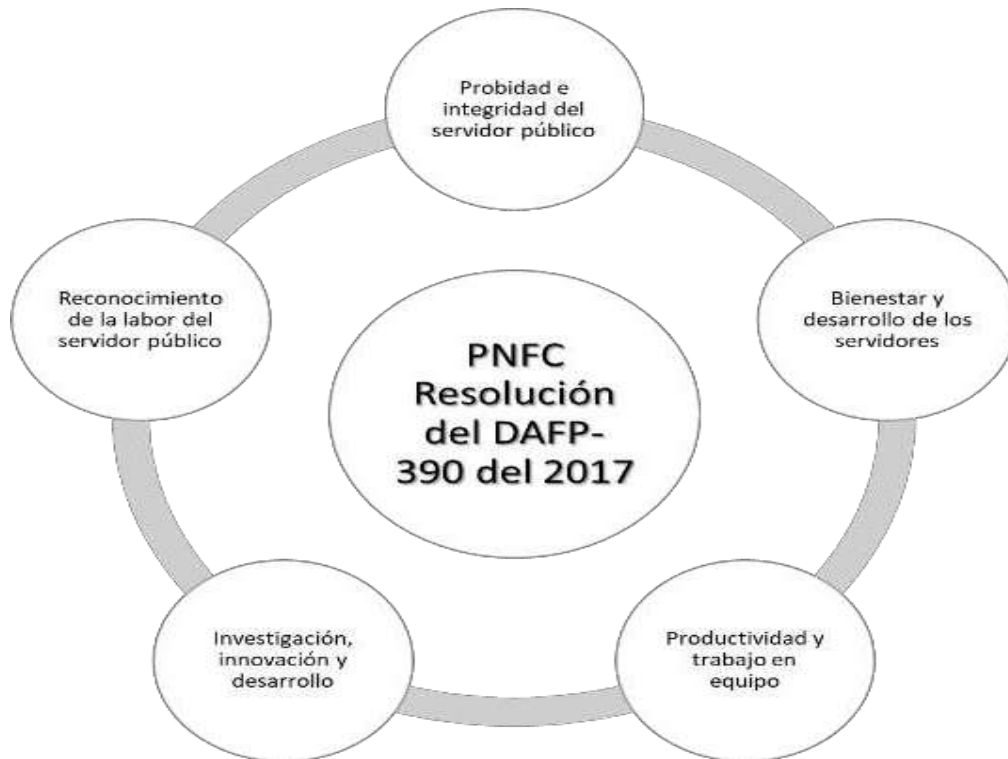 Probidad e
integridad del
servidor público
Bienestar y
desarrollo de los
servidores
Productividad y
trabajo en
equipo
Investigación,
innovación y
desarrollo
Reconocimiento
de la labor del
servidor público
PNFC
Resolución
del DAFP-
390 del 2017